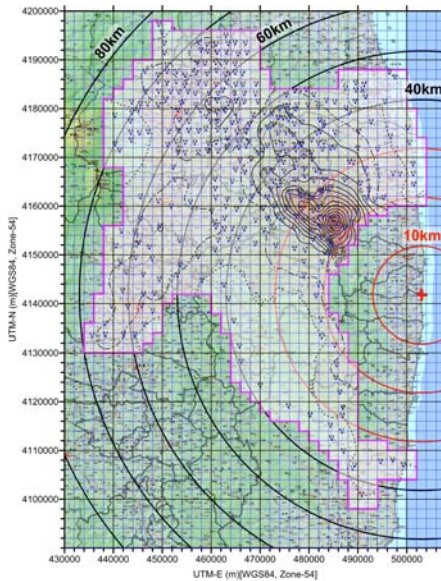 4200000
4190000
4180000
4170000
4160000
4150000
4140000
4130000
4120000
4110000
4100000
UTM-N (m)[WGS84, Zone-54]
80km
60km
40km
10km
430000 440000 450000 460000 470000 480000 490000 500000
UTM-E (m)[WGS84, Zone-54]